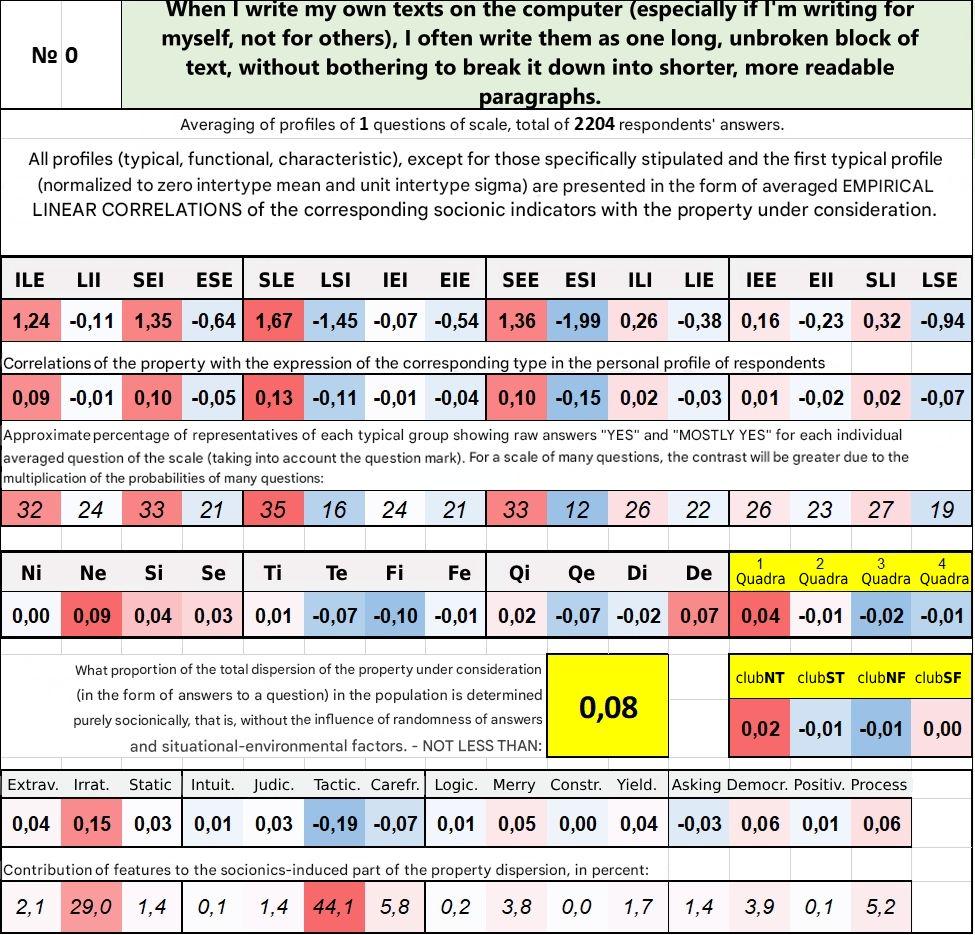 When I write my own texts on the computer (especially if I'm writing for
№ 0
myself, not for others), I often write them as one long, unbroken block of
text, without bothering to break it down into shorter, more readable
paragraphs.
Averaging of profiles of 1 questions of scale, total of 2204 respondents' answers.
All profiles (typical, functional, characteristic), except for those specifically stipulated and the first typical profile
(normalized to zero intertype mean and unit intertype sigma) are presented in the form of averaged EMPIRICAL
LINEAR CORRELATIONS of the corresponding socionic indicators with the property under consideration.
ILE LII SEI ESE SLE LSI IEI EIE SEE ESI ILI LIE IEE EII SLI LSE
1,24 -0,11 1,35 -0,64 1,67 -1,45 -0,07 -0,54 1,36 -1,99 0,26 -0,38 0,16 -0,23 0,32 -0,94
Correlations of the property with the expression of the corresponding type in the personal profile of respondents
0,09 -0,01 0,10 -0,05 0,13 -0,11 -0,01 -0,04 0,10 -0,15 0,02 -0,03 0,01 -0,02 0,02 -0,07
Approximate percentage of representatives of each typical group showing raw answers "YES" and "MOSTLY YES" for each individual
averaged question of the scale (taking into account the question mark). For a scale of many questions, the contrast will be greater due to the
multiplication of the probabilities of many questions:
32 24 33 21 35 16 24 21 33 12 26 22 26 23 27 19
Ni Ne Si Se Ti Te Fi Fe Qi Qe Di De 1 Quadra 2 Quadra 3 Quadra 4 Quadra
0,00 0,09 0,04 0,03 0,01 -0,07 -0,10 -0,01 0,02 -0,07 -0,02 0,07 0,04 -0,01 -0,02 -0,01
What proportion of the total dispersion of the property under consideration
(in the form of answers to a question) in the population is determined
purely socionically, that is, without the influence of randomness of answers
and situational-environmental factors. - NOT LESS THAN:
0,08
clubNT clubST clubNF clubSF
0,02 -0,01 -0,01 0,00
Extrav. Irrat. Static Intuit. Judic. Tactic. Carefr. Logic. Merry Constr. Yield. Asking Democr. Positiv. Process
0,04 0,15 0,03 0,01 0,03 -0,19 -0,07 0,01 0,05 0,00 0,04 -0,03 0,06 0,01 0,06
Contribution of features to the socionics-induced part of the property dispersion, in percent:
2,1 29,0 1,4 0,1 1,4 44,1 5,8 0,2 3,8 0,0 1,7 1,4 3,9 0,1 5,2